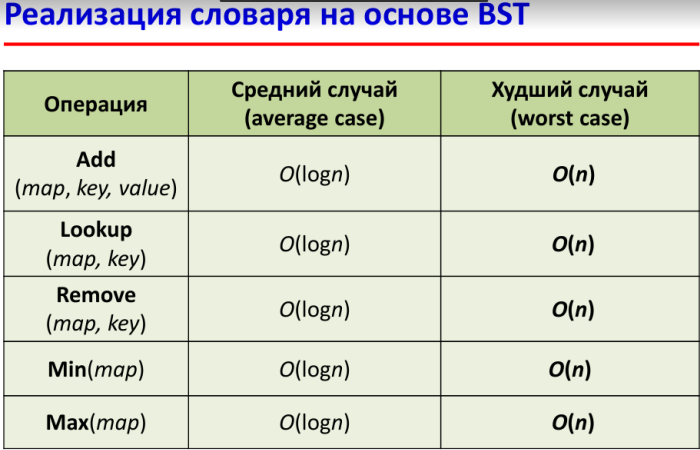 Реализация словаря на основе BST
Операция
Средний случай
(average case)
Худший случай
(worst case)
Add
(map, key, value)
O(logn)
O(n)
Lookup
(map, key)
O(logn)
O(n)
Remove
(map, key)
O(logn)
O(n)
Min(map)
O(logn)
O(n)
Max(map)
O(logn)
O(n)